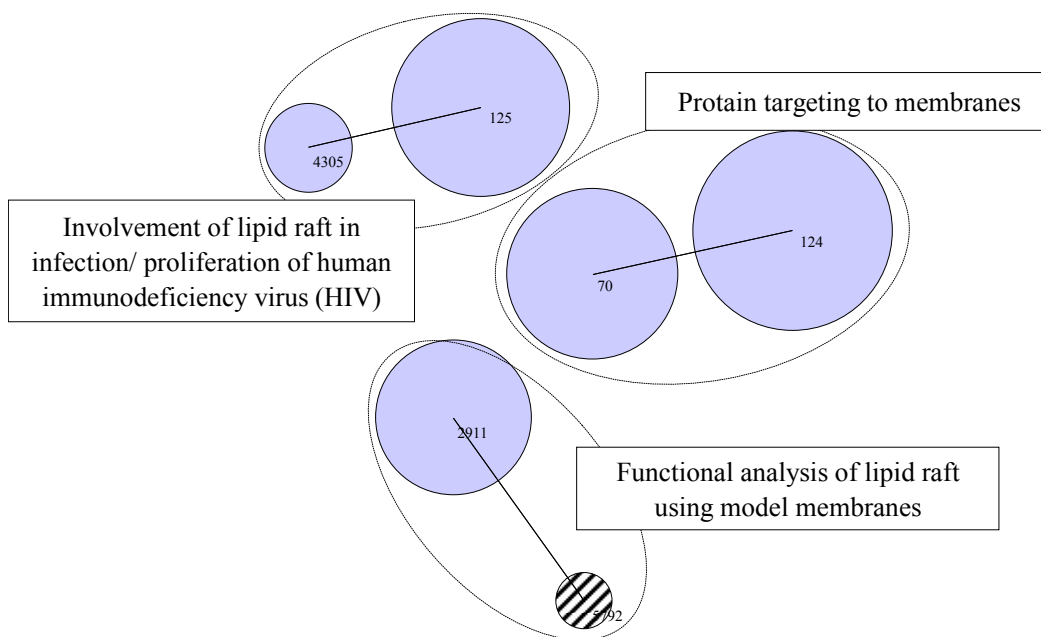 125
Protain targeting to membranes
4305
Involvement of lipid raft in
infection/ proliferation of human
immunodeficiency virus (HIV)
124
70
2911
Functional analysis of lipid raft
using model membranes
5792